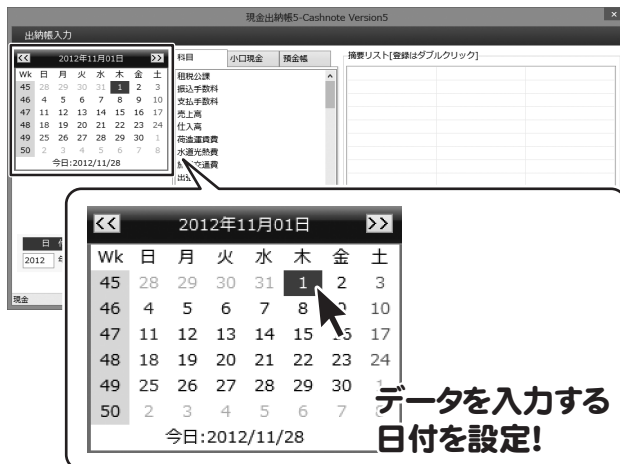 現金出納帳5-Cashnote Version5
出納帳入力
<< 2012年11月01日 >>
Wk 日 月 火 水 木 金 土
45 28 29 30 31 1 2 3
46 4 5 6 7 8 9 10
47 11 12 13 14 15 16 17
48 18 19 20 21 22 23 24
49 25 26 27 28 29 30 1
50 2 3 4 5 6 7 8
今日:2012/11/28
科目 小口現金 預金帳
租税公課
振込手数料
支払手数料
売上高
仕入高
荷造運賃費
水道光熱費
交通費
摘要リスト[登録はダブルクリック]
日
2012
現金
<< 2012年11月01日 >>
Wk 日 月 火 水 木 金 土
45 28 29 30 31 1 2 3
46 4 5 6 7 8 10
47 11 12 13 14 15 17
48 18 19 20 21 22 23 24
49 25 26 27 28 29 30
50 2 3 4 5 6 7
今日:2012/11/28
データを入力する
日付を設定!